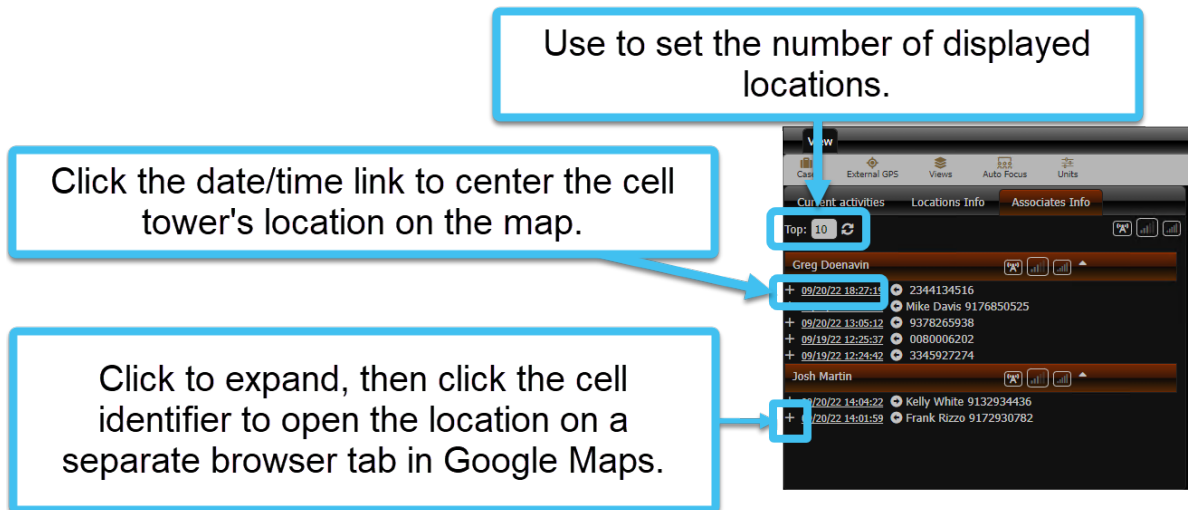 Use to set the number of displayed
locations.
Click the date/time link to center the cell
tower's location on the map.
Click to expand, then click the cell
identifier to open the location on a
separate browser tab in Google Maps.
View
External GPS Views Auto Focus Units
Current activities Locations Info Associates Info
Top: 10
Greg Doenavin
+ 09/20/22 18:27:19 2344134516
+ Mike Davis 9176850525
+ 09/20/22 13:05:12 9378265938
+ 09/19/22 12:25:37 0080006202
+ 09/19/22 12:24:42 3345927274
Josh Martin
+ 09/20/22 14:04:22 Kelly White 9132934436
+ 09/20/22 14:01:59 Frank Rizzo 9172930782